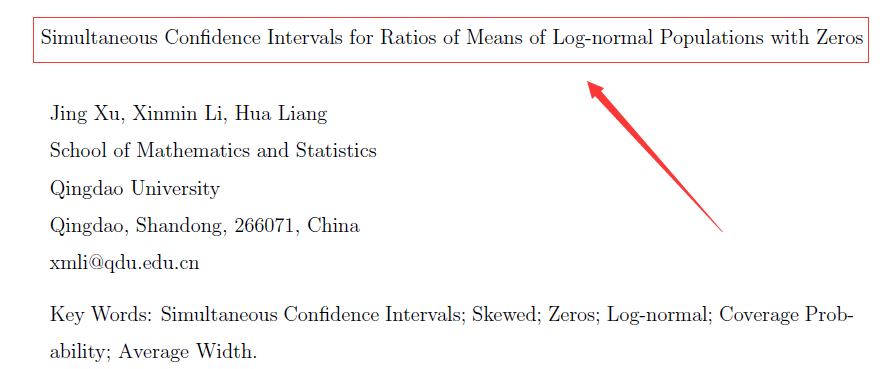 Simultaneous Confidence Intervals for Ratios of Means of Log-normal Populations with Zeros
Jing Xu, Xinmin Li, Hua Liang
School of Mathematics and Statistics
Qingdao University
Qingdao, Shandong, 266071, China
xmli@qdu.edu.cn
Key Words: Simultaneous Confidence Intervals; Skewed; Zeros; Log-normal; Coverage Prob-
ability; Average Width.